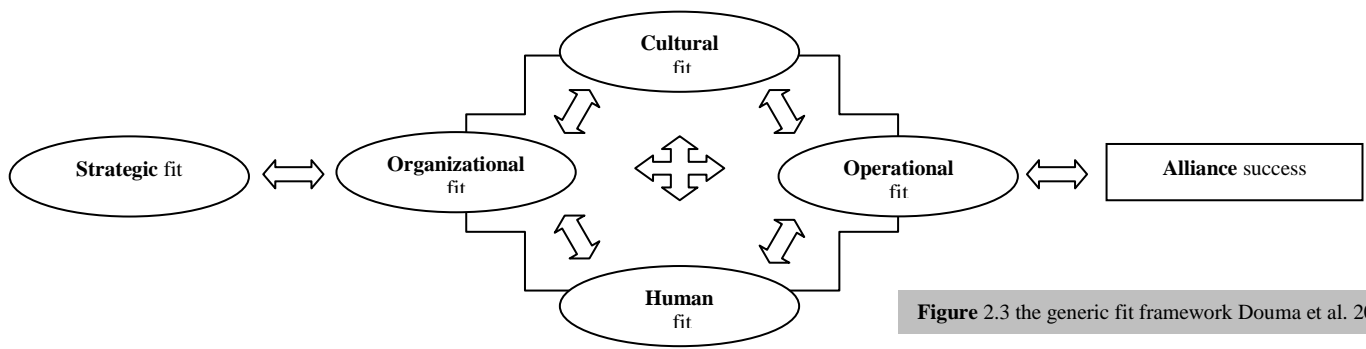 Cultural
fit
Strategic fit
Organizational
fit
Operational
fit
Alliance success
Human
fit
Figure 2.3 the generic fit framework Douma et al.